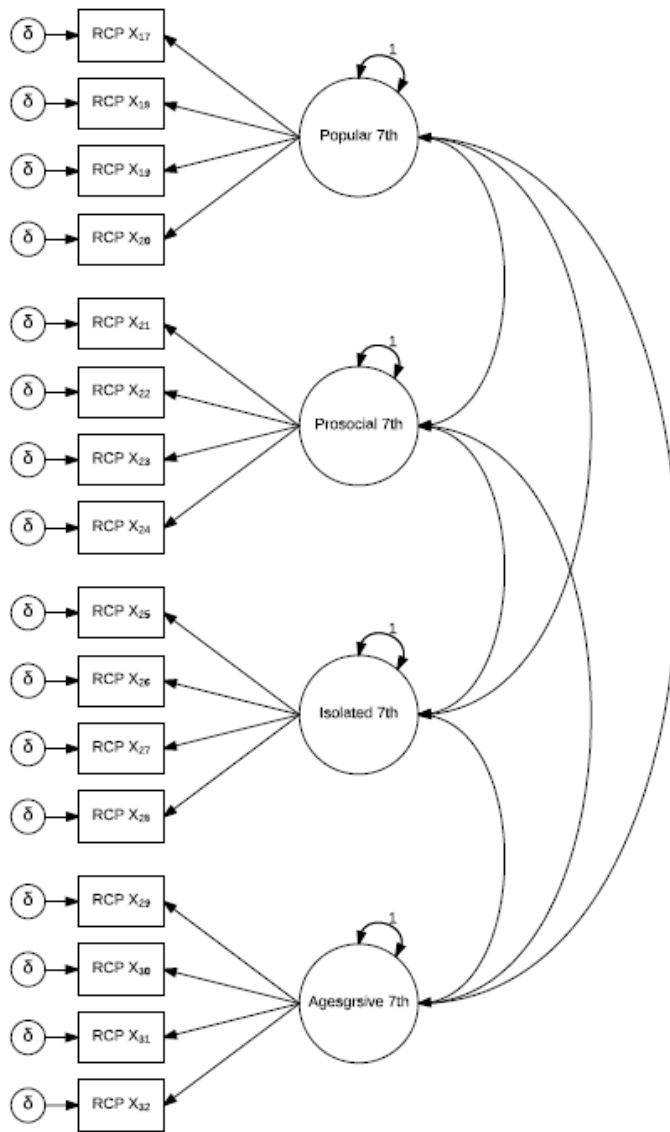 δ RCP X₁₇
1
δ RCP X₁₈
Popular 7th
δ RCP X₁₉
δ RCP X₂₀
δ RCP X₂₁
1
δ RCP X₂₂
Prosocial 7th
δ RCP X₂₃
δ RCP X₂₄
δ RCP X₂₅
1
δ RCP X₂₆
Isolated 7th
δ RCP X₂₇
δ RCP X₂₈
δ RCP X₂₉
1
δ RCP X₃₀
Agesgrsive 7th
δ RCP X₃₁
δ RCP X₃₂